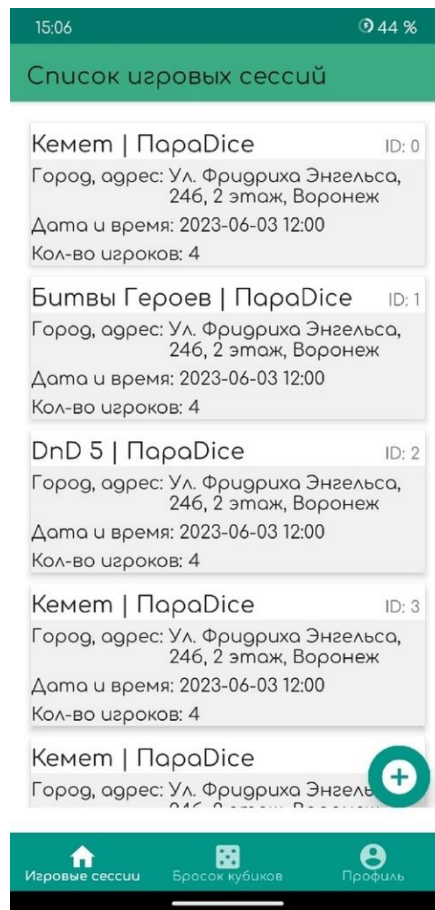 15:06 44 %
Список игровых сессий
Кемет | ПараDice ID: 0
Город, адрес: Ул. Фридриха Энгельса,
24б, 2 этаж, Воронеж
Дата и время: 2023-06-03 12:00
Кол-во игроков: 4
Битвы Героев | ПараDice ID: 1
Город, адрес: Ул. Фридриха Энгельса,
24б, 2 этаж, Воронеж
Дата и время: 2023-06-03 12:00
Кол-во игроков: 4
DnD 5 | ПараDice ID: 2
Город, адрес: Ул. Фридриха Энгельса,
24б, 2 этаж, Воронеж
Дата и время: 2023-06-03 12:00
Кол-во игроков: 4
Кемет | ПараDice ID: 3
Город, адрес: Ул. Фридриха Энгельса,
24б, 2 этаж, Воронеж
Дата и время: 2023-06-03 12:00
Кол-во игроков: 4
Кемет | ПараDice
Город, адрес: Ул. Фридриха
Игровые сессии Бросок кубиков Профиль